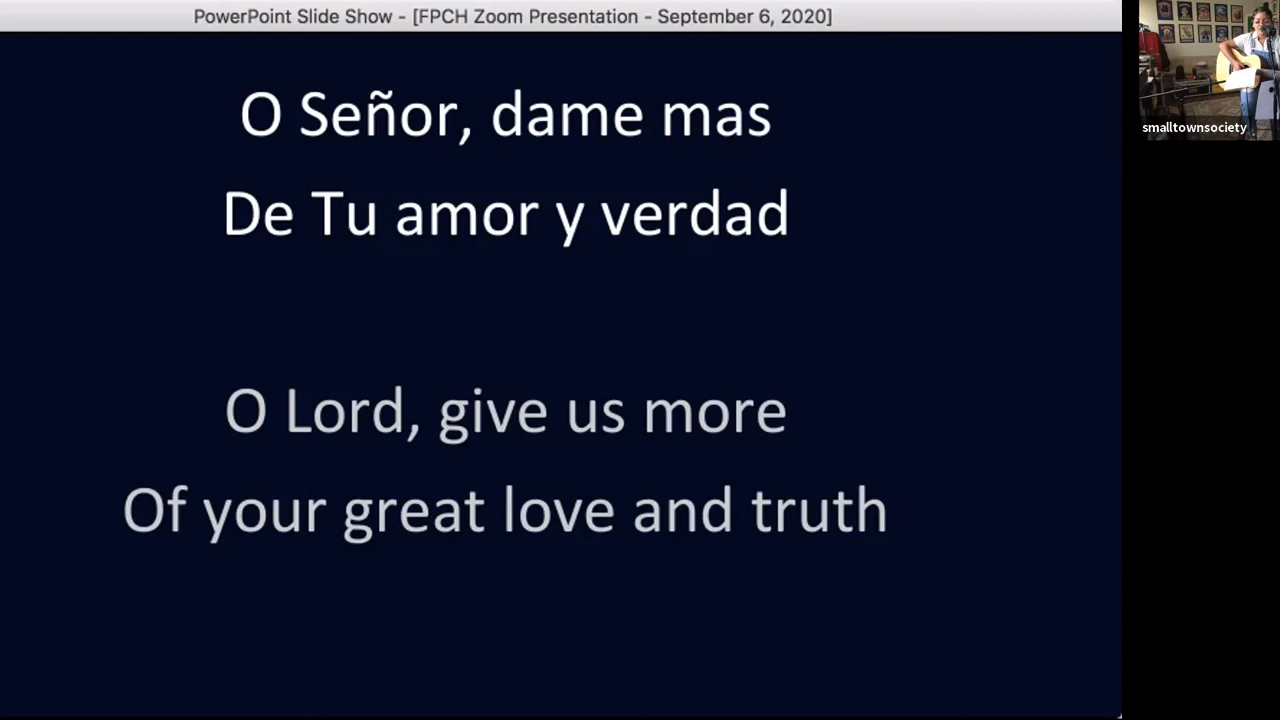 PowerPoint Slide Show - [FPCH Zoom Presentation - September 6, 2020]
O Señor, dame mas
De Tu amor y verdad
O Lord, give us more
Of your great love and truth
smalltownsociety